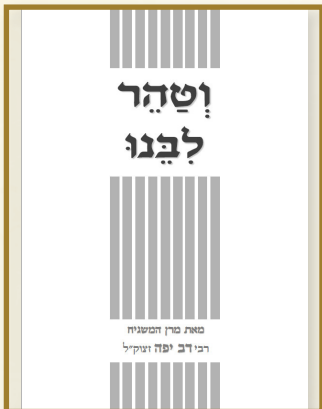 וְטַהֵר
לִבֵּנוּ
מאת מרן המשגיח
רבי דב יפה זצוק״ל